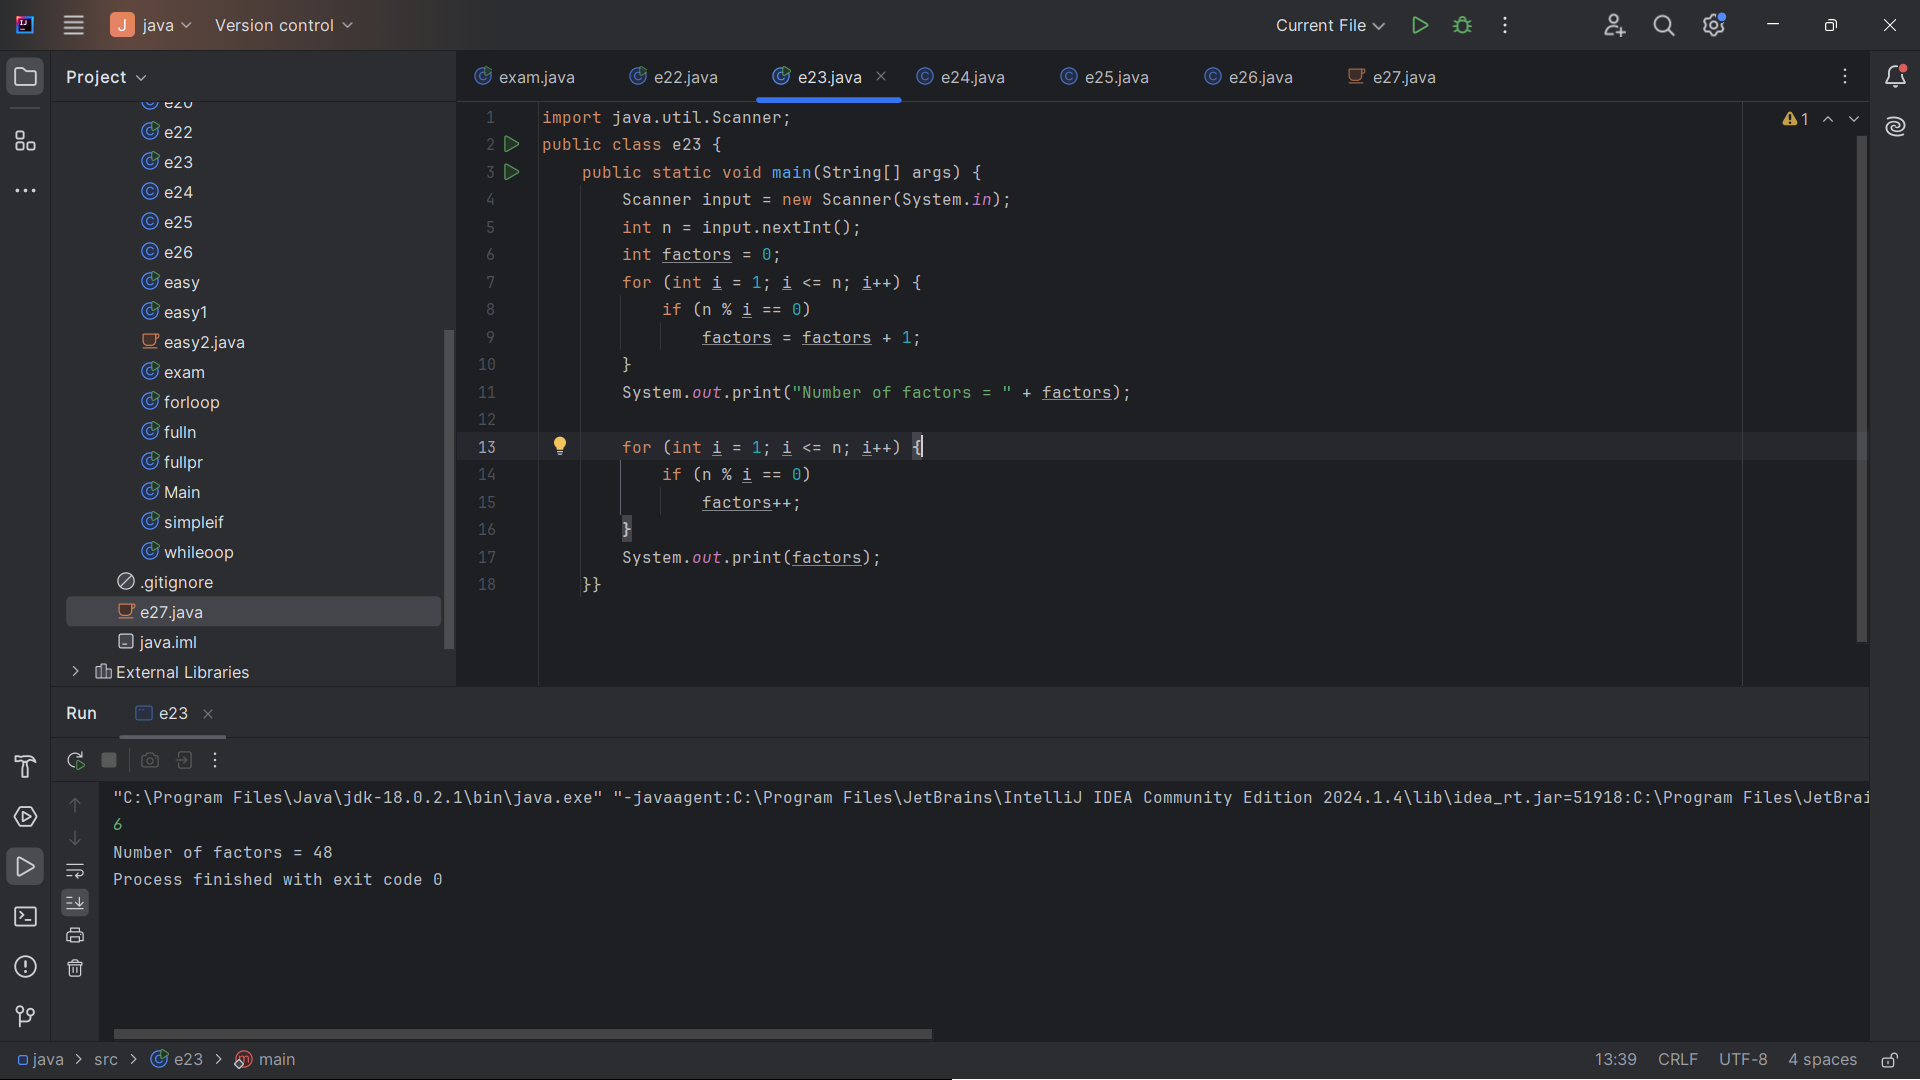 J java Version control Current File
Project
exam.java e22.java e23.java e24.java e25.java e26.java e27.java
e20
e22
e23
e24
e25
e26
easy
easy1
easy2.java
exam
forloop
fulln
fullpr
Main
simpleif
whileoop
.gitignore
e27.java
java.iml
External Libraries
1 import java.util.Scanner;
2 public class e23 {
3 public static void main(String[] args) {
4 Scanner input = new Scanner(System.in);
5 int n = input.nextInt();
6 int factors = 0;
7 for (int i = 1; i <= n; i++) {
8 if (n % i == 0)
9 factors = factors + 1;
10 }
11 System.out.print("Number of factors = " + factors);
12
13 for (int i = 1; i <= n; i++) {
14 if (n % i == 0)
15 factors++;
16 }
17 System.out.print(factors);
18 }}
1
Run e23
"C:\Program Files\Java\jdk-18.0.2.1\bin\java.exe" "-javaagent:C:\Program Files\JetBrains\IntelliJ IDEA Community Edition 2024.1.4\lib\idea_rt.jar=51918:C:\Program Files\JetBrai
6
Number of factors = 48
Process finished with exit code 0
java > src > e23 > main 13:39 CRLF UTF-8 4 spaces